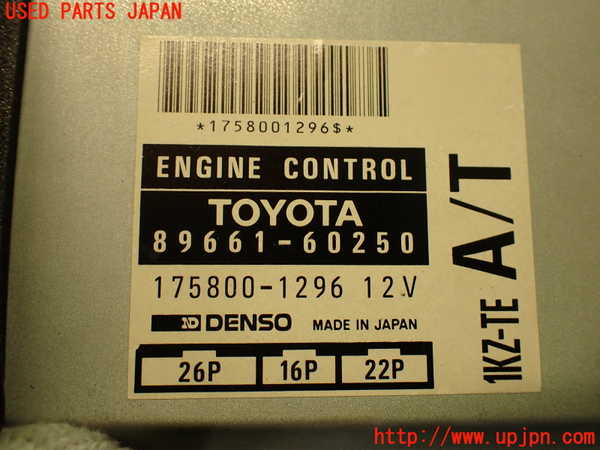 USED PARTS JAPAN
*1758001296$*
ENGINE CONTROL
TOYOTA
89661-60250
175800-1296 12V
ND DENSO MADE IN JAPAN
26P 16P 22P
1KZ-TE A/T
http://www.upjpn.com/